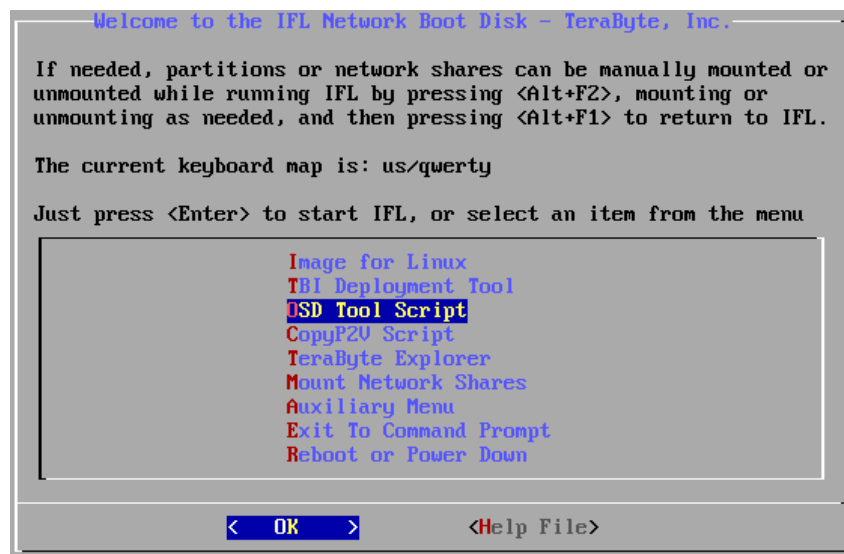 Welcome to the IFL Network Boot Disk - TeraByte, Inc.
If needed, partitions or network shares can be manually mounted or
unmounted while running IFL by pressing <Alt+F2>, mounting or
unmounting as needed, and then pressing <Alt+F1> to return to IFL.
The current keyboard map is: us/qwerty
Just press <Enter> to start IFL, or select an item from the menu
Image for Linux
TBI Deployment Tool
OSD Tool Script
CopyP2V Script
TeraByte Explorer
Mount Network Shares
Auxiliary Menu
Exit To Command Prompt
Reboot or Power Down
< OK > <Help File>